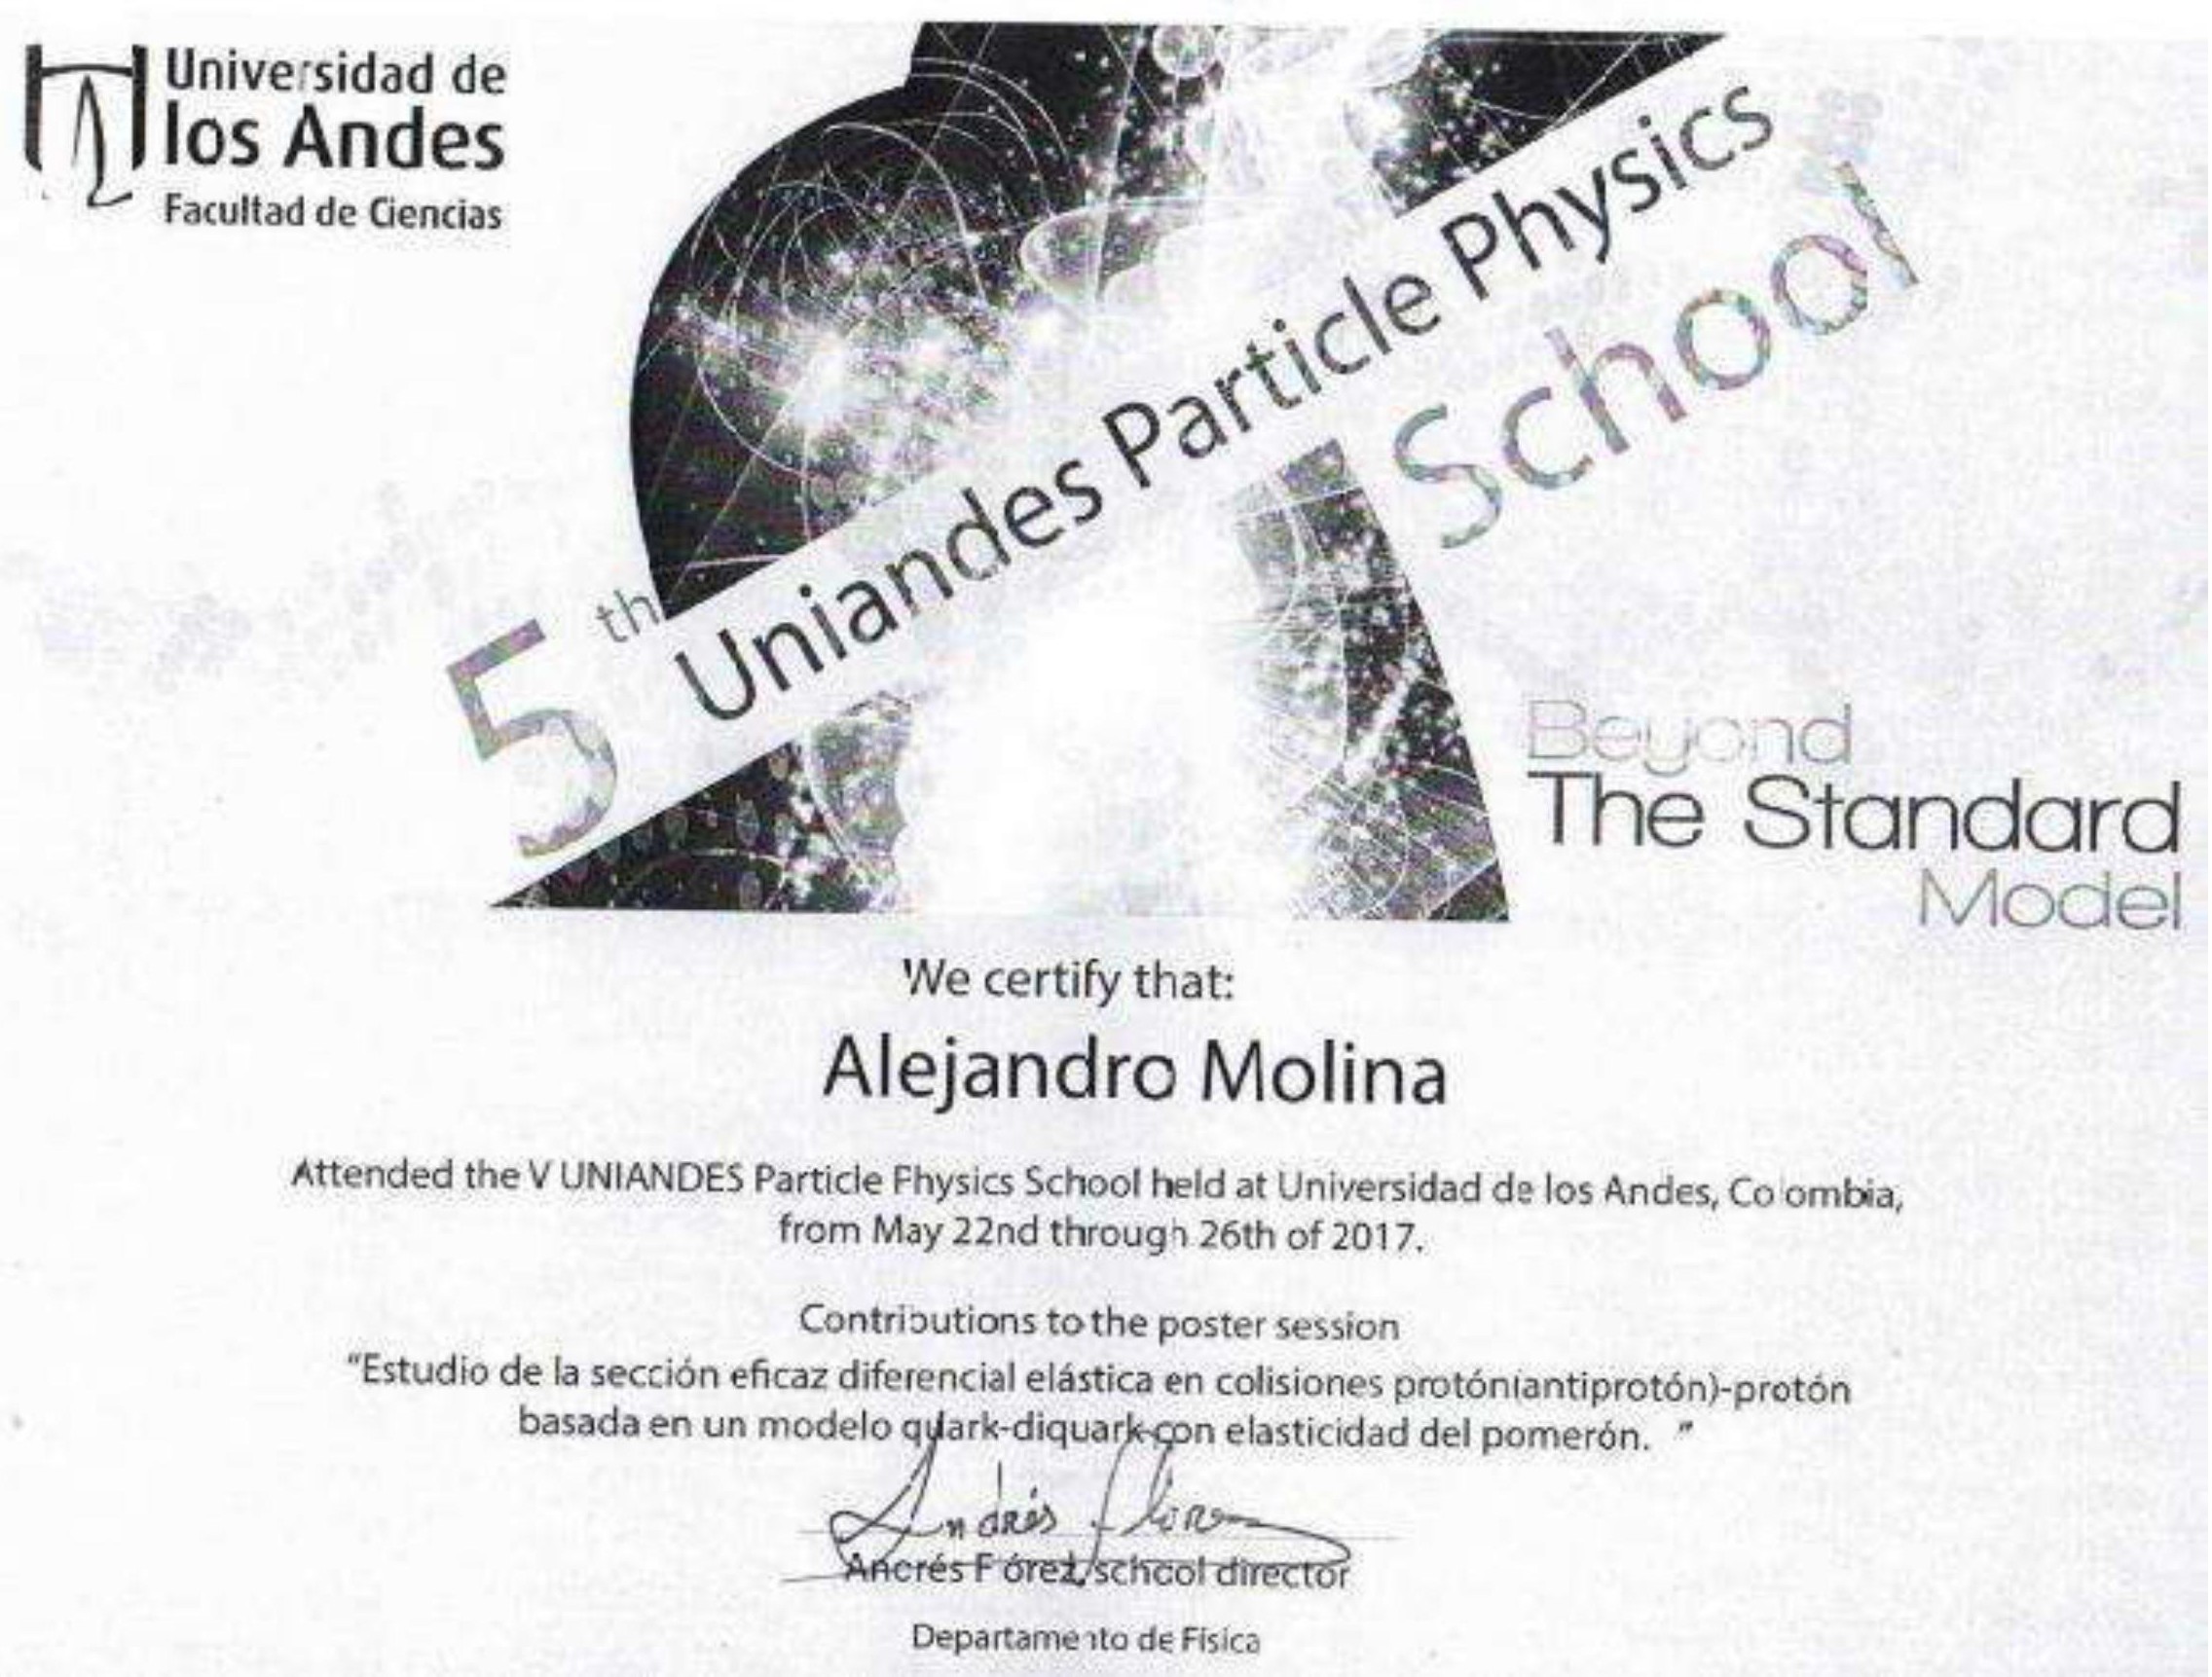 Universidad de
los Andes
Facultad de Ciencias
5th Uniandes Particle Physics
School
Beyond
The Standard
Model
We certify that:
Alejandro Molina
Attended the V UNIANDES Particle Physics School held at Universidad de los Andes, Colombia,
from May 22nd through 26th of 2017.
Contributions to the poster session
"Estudio de la sección eficaz diferencial elástica en colisiones protón(antiprotón)-protón
basada en un modelo quark-diquark con elasticidad del pomerón. "
Andrés Flórez
Andrés Flórez, school director
Departamento de Física